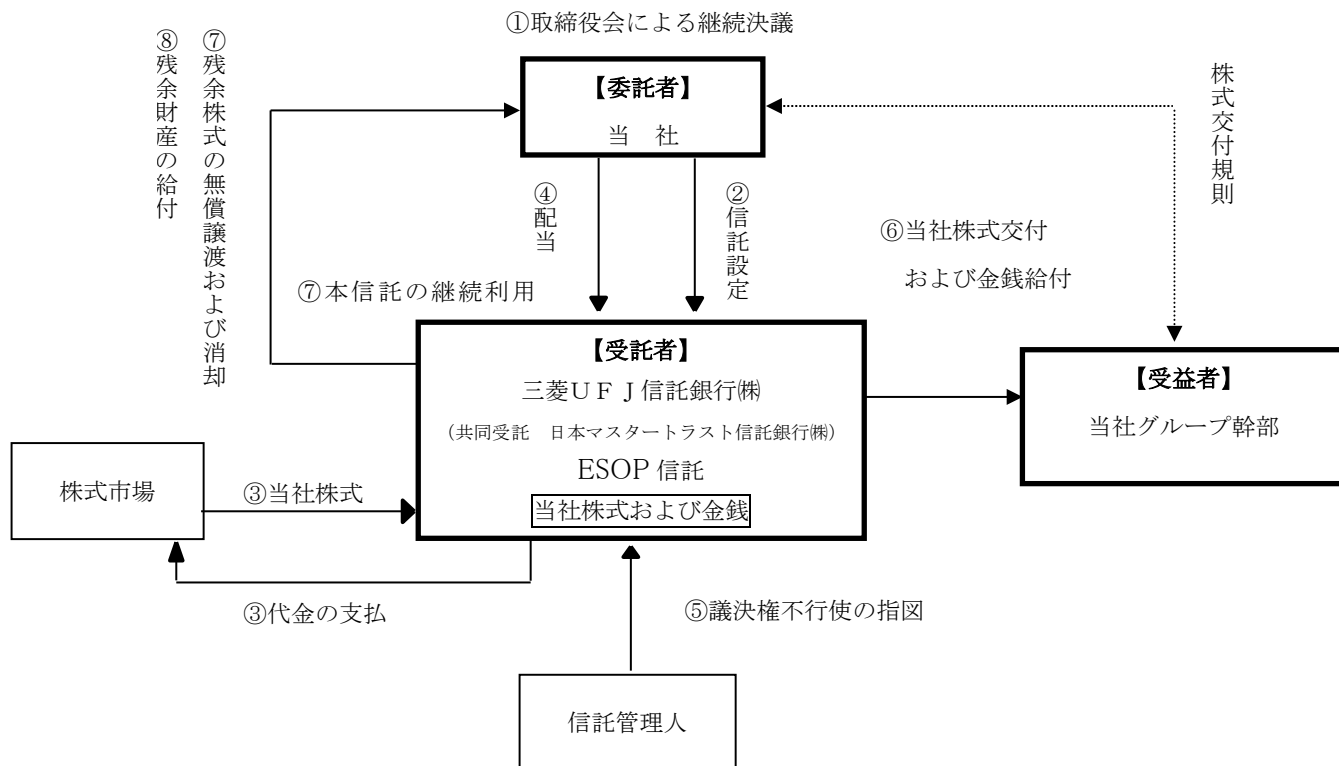 ①取締役会による継続決議
⑦残余株式の無償譲渡および消却
⑧残余財産の給付
【委託者】
当 社
株式交付規則
④配当
②信託設定
⑥当社株式交付
および金銭給付
⑦本信託の継続利用
【受託者】
三菱UFJ信託銀行㈱
(共同受託 日本マスタートラスト信託銀行㈱)
ESOP 信託
当社株式および金銭
【受益者】
当社グループ幹部
株式市場
③当社株式
③代金の支払
⑤議決権不行使の指図
信託管理人